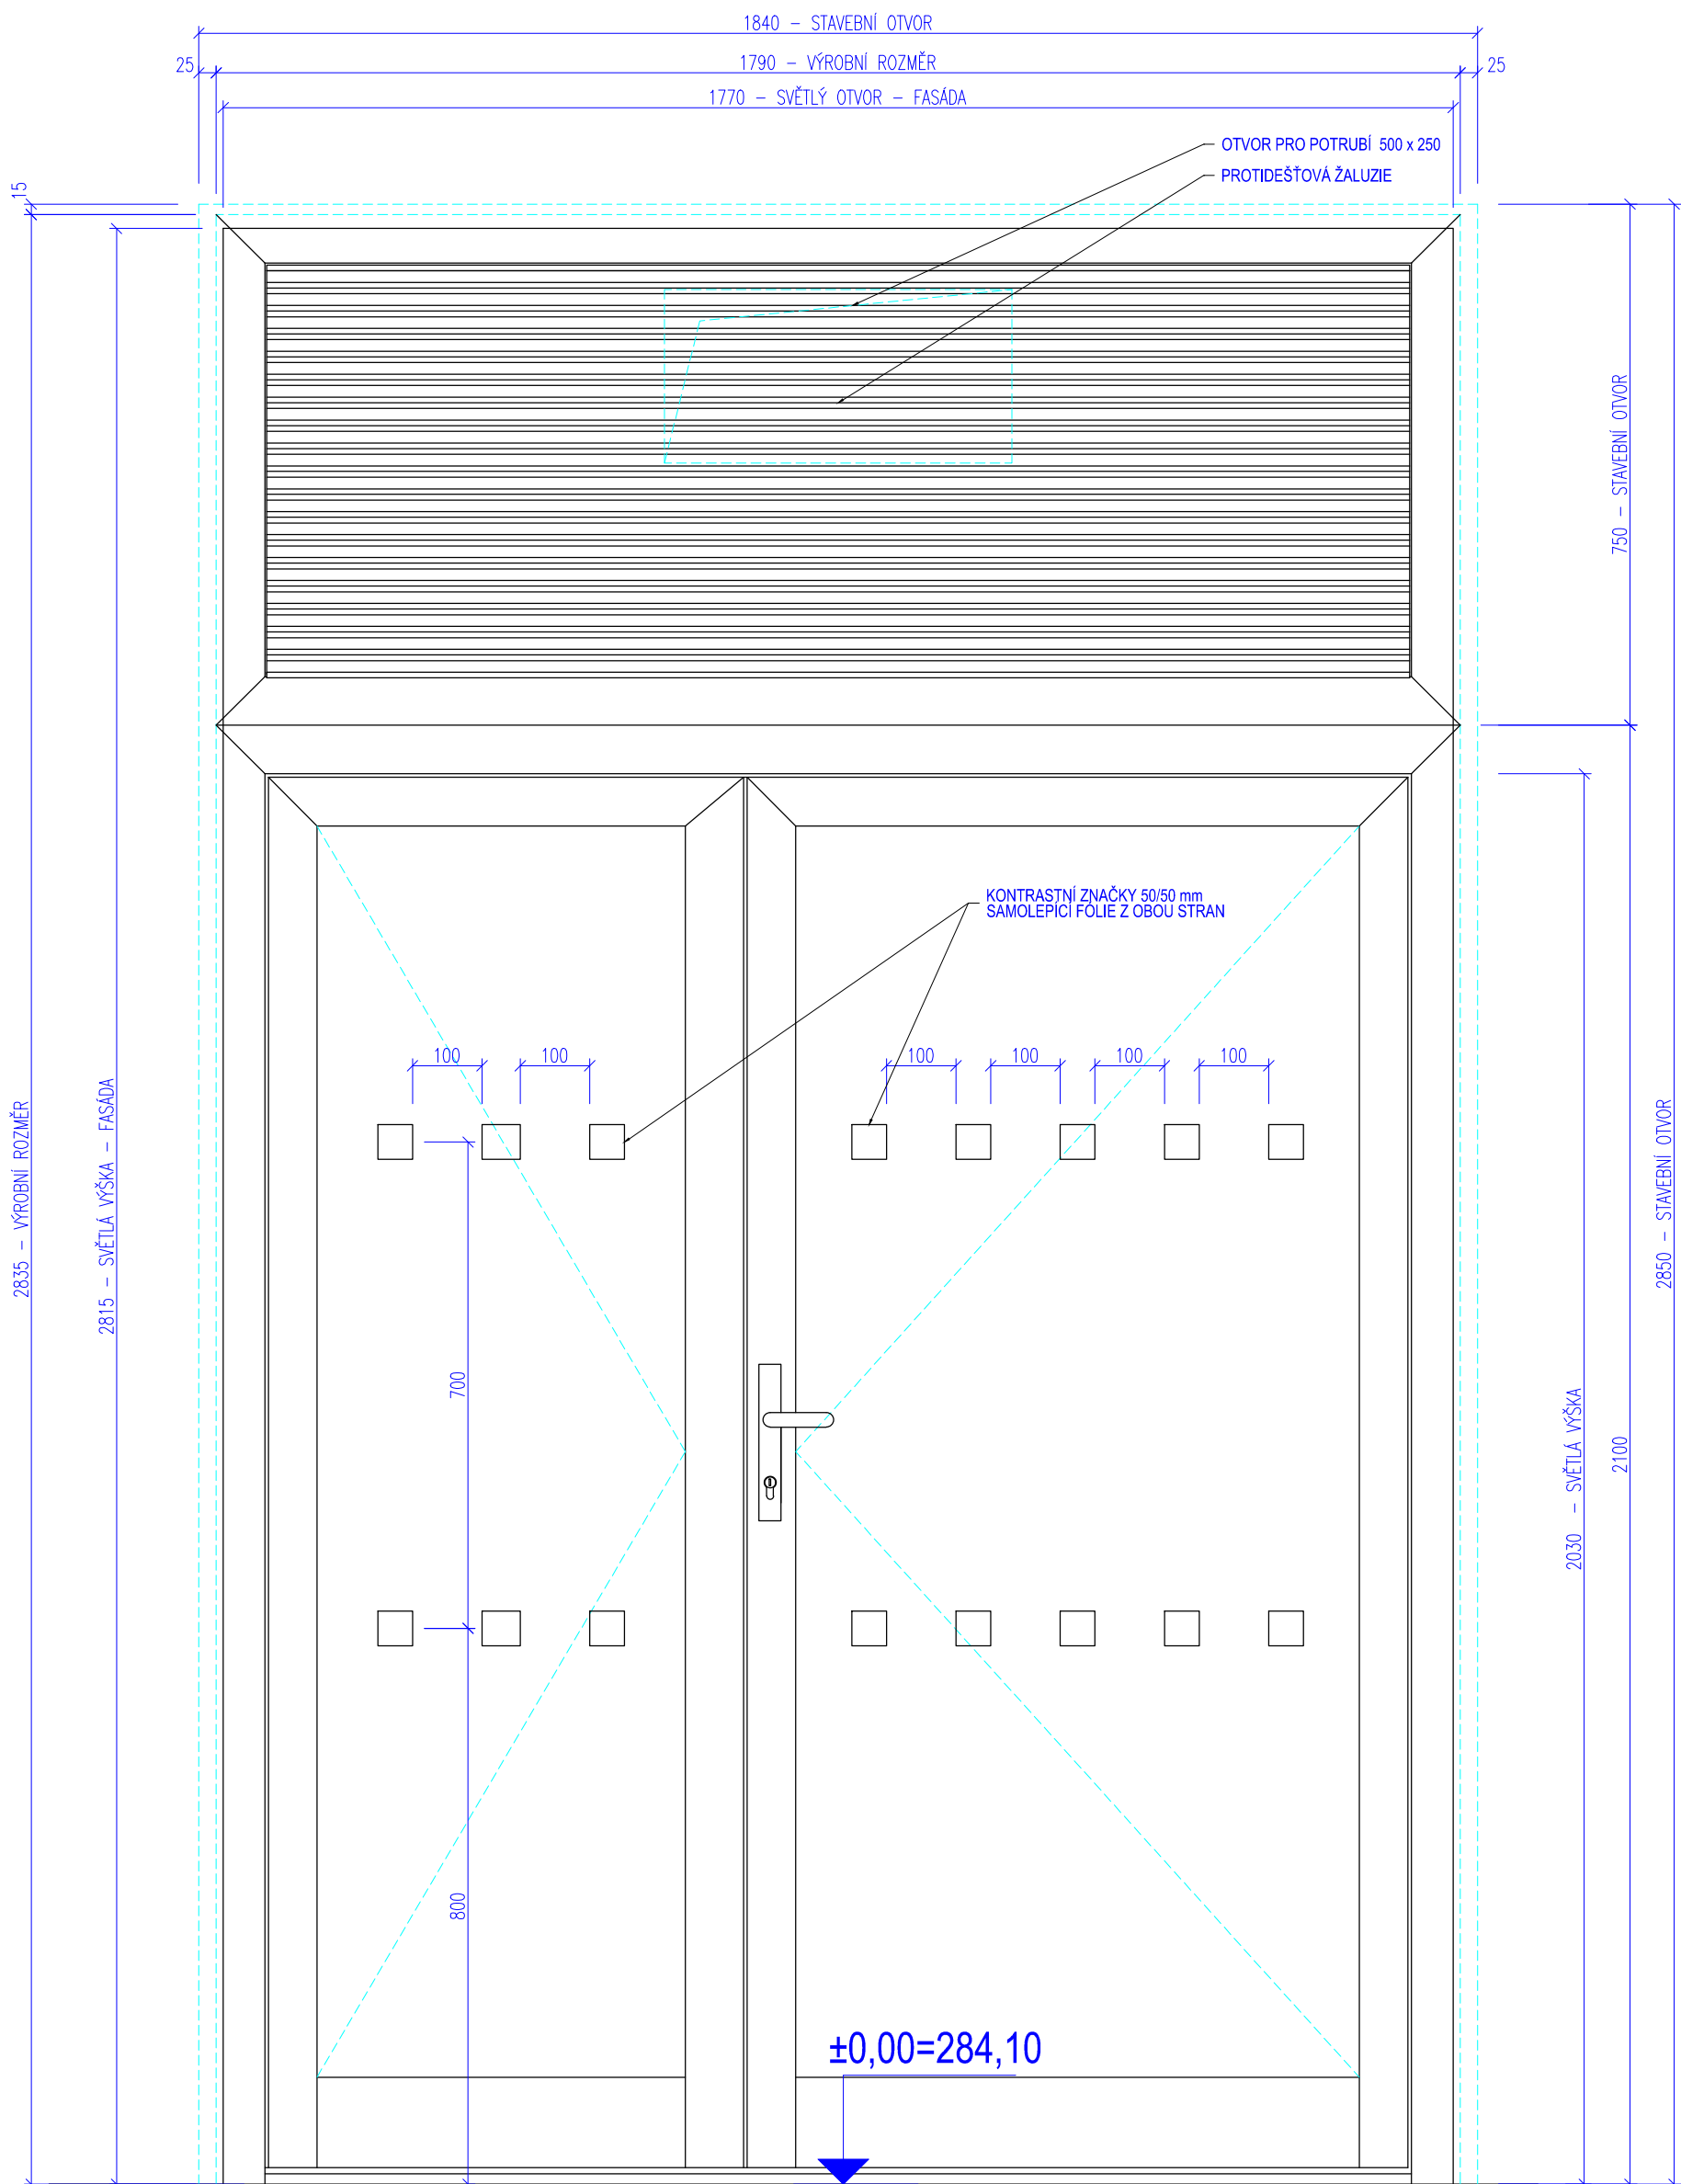 1840 – STAVEBNÍ OTVOR
25
1790 – VÝROBNÍ ROZMĚR
25
1770 – SVĚTLÝ OTVOR – FASÁDA
OTVOR PRO POTRUBÍ 500 x 250
PROTIDEŠŤOVÁ ŽALUZIE
15
750 – STAVEBNÍ OTVOR
KONTRASTNÍ ZNAČKY 50/50 mm
SAMOLEPÍCÍ FÓLIE Z OBOU STRAN
100
100
100
100
100
100
2835 – VÝROBNÍ ROZMĚR
2815 – SVĚTLÁ VÝŠKA – FASÁDA
700
800
2030 – SVĚTLÁ VÝŠKA
2100
2850 – STAVEBNÍ OTVOR
±0,00=284,10